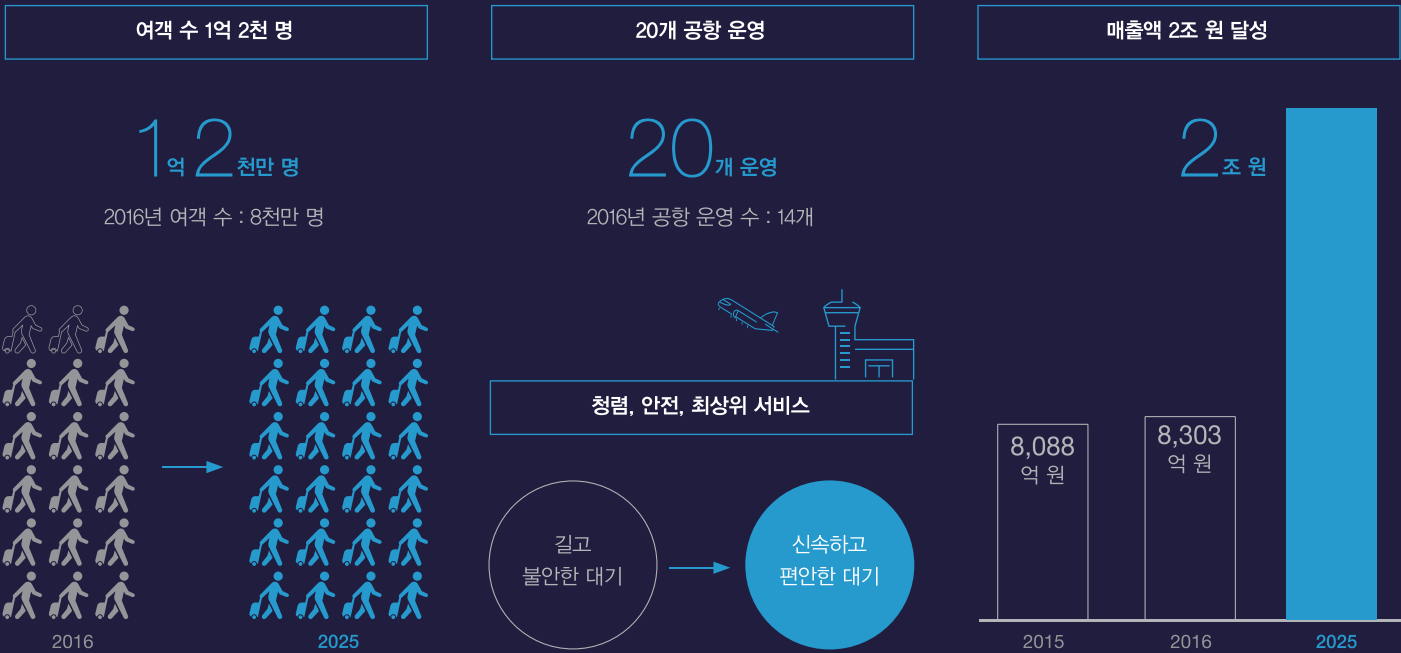 여객 수 1억 2천 명
1억 2천만 명
2016년 여객 수 : 8천만 명
2016
2025
20개 공항 운영
20개 운영
2016년 공항 운영 수 : 14개
청렴, 안전, 최상위 서비스
길고
불안한 대기
신속하고
편안한 대기
매출액 2조 원 달성
2조 원
8,088
억 원
8,303
억 원
2015
2016
2025